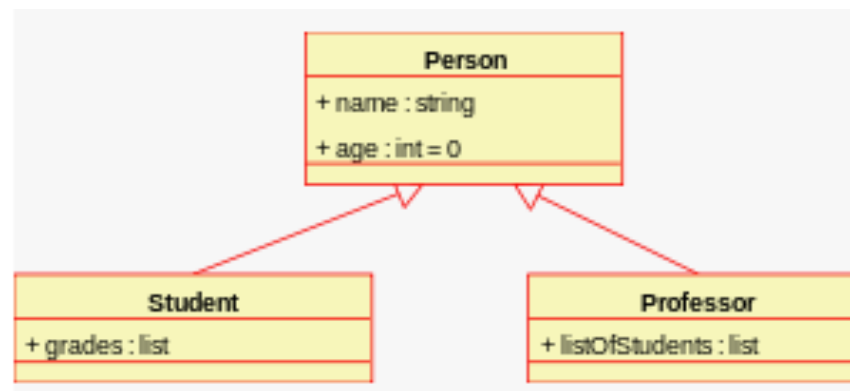 Person
+ name : string
+ age : int = 0
Student
+ grades : list
Professor
+ listOfStudents : list